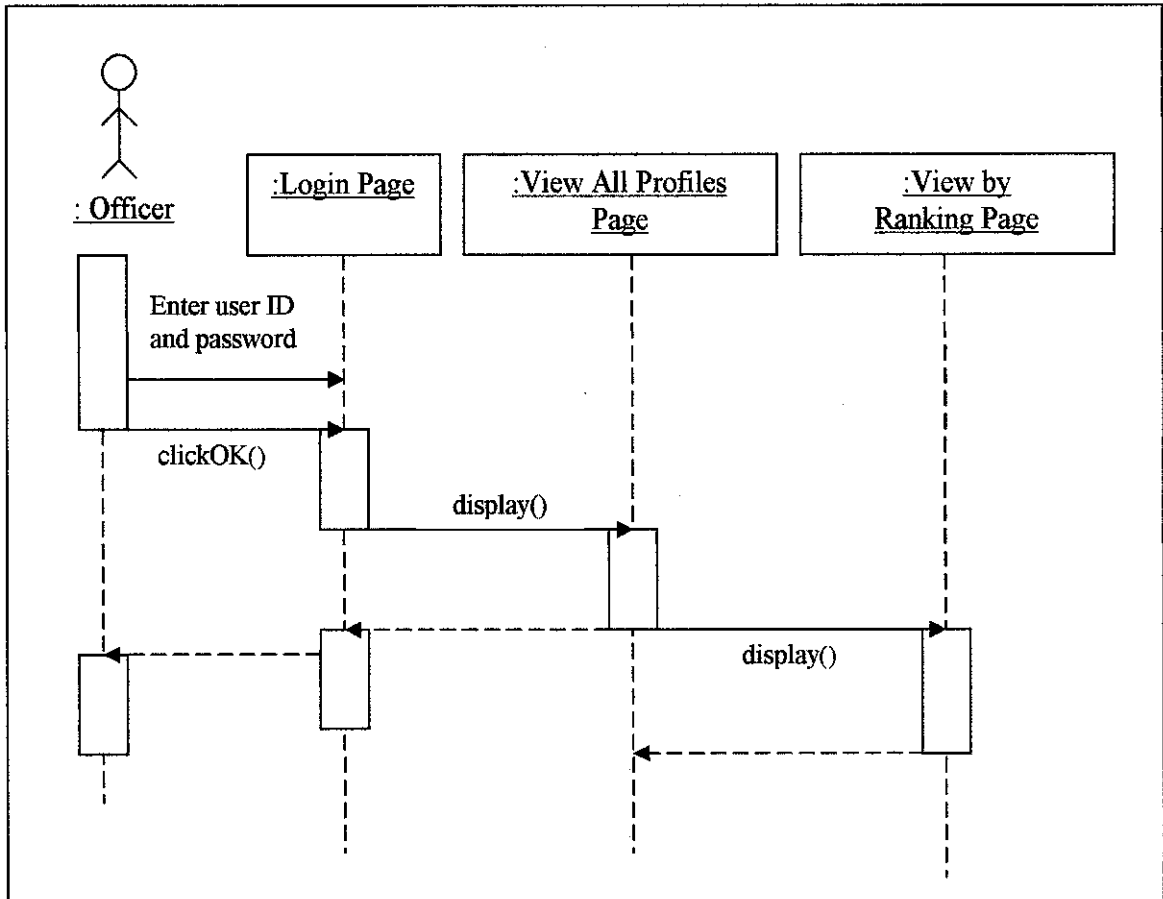 : Officer
:Login Page
:View All Profiles
Page
:View by
Ranking Page
Enter user ID
and password
clickOK()
display()
display()